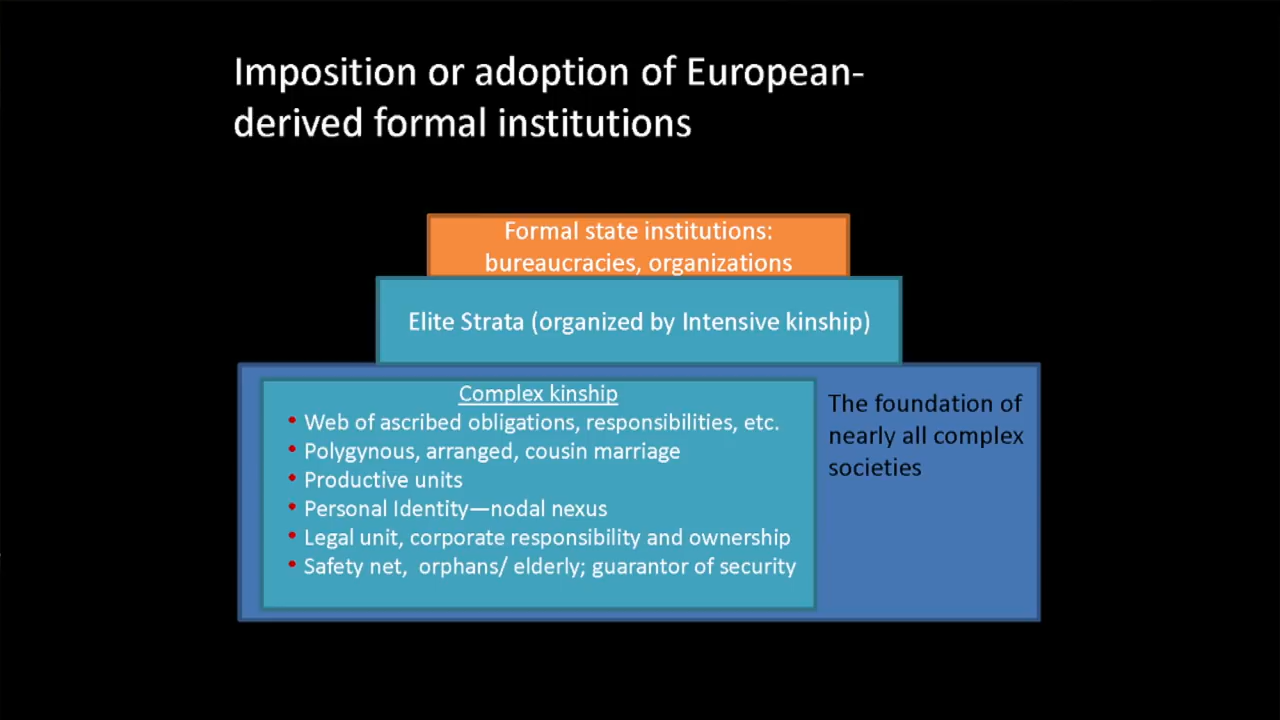 Imposition or adoption of European-
derived formal institutions
Formal state institutions:
bureaucracies, organizations
Elite Strata (organized by Intensive kinship)
Complex kinship
• Web of ascribed obligations, responsibilities, etc.
• Polygynous, arranged, cousin marriage
• Productive units
• Personal Identity—nodal nexus
• Legal unit, corporate responsibility and ownership
• Safety net,  orphans/ elderly; guarantor of security
The foundation of
nearly all complex
societies